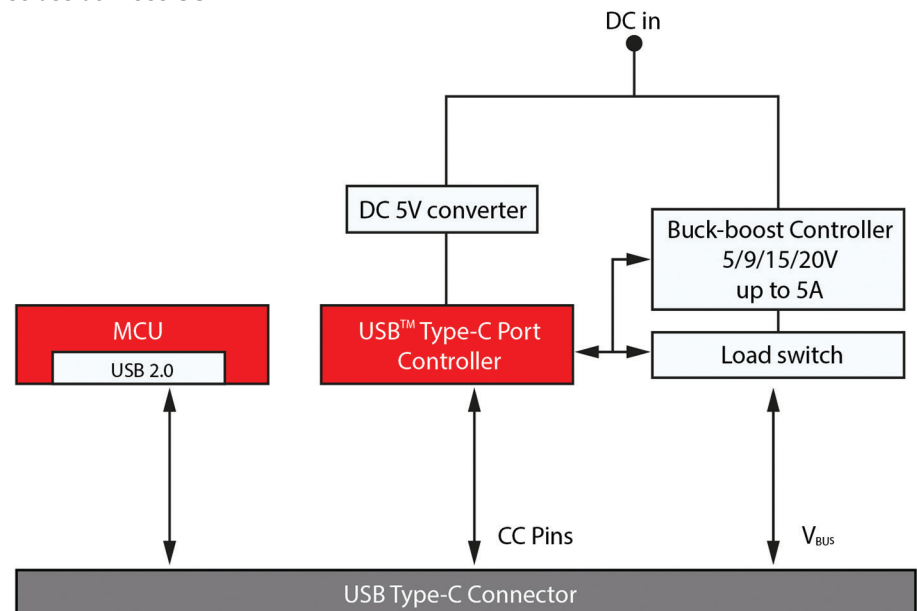 DC in
DC 5V converter
Buck-boost Controller
5/9/15/20V
up to 5A
MCU
USB 2.0
USB™ Type-C Port
Controller
Load switch
CC Pins
VBUS
USB Type-C Connector